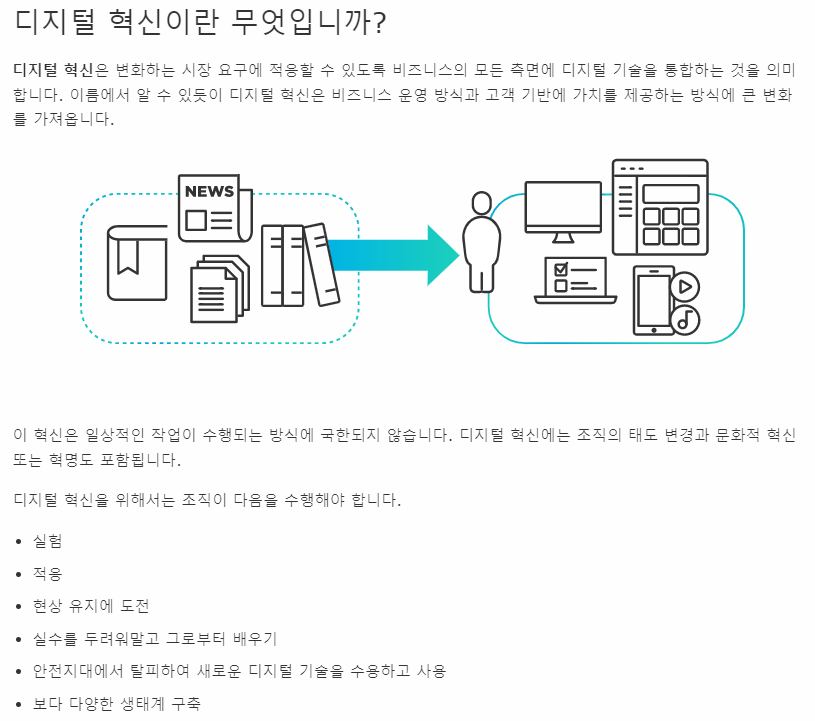 디지털 혁신이란 무엇입니까?
디지털 혁신은 변화하는 시장 요구에 적응할 수 있도록 비즈니스의 모든 측면에 디지털 기술을 통합하는 것을 의미
합니다. 이름에서 알 수 있듯이 디지털 혁신은 비즈니스 운영 방식과 고객 기반에 가치를 제공하는 방식에 큰 변화
를 가져옵니다.
NEWS
이 혁신은 일상적인 작업이 수행되는 방식에 국한되지 않습니다. 디지털 혁신에는 조직의 태도 변경과 문화적 혁신
또는 혁명도 포함됩니다.
디지털 혁신을 위해서는 조직이 다음을 수행해야 합니다.
• 실험
• 적응
• 현상 유지에 도전
• 실수를 두려워말고 그로부터 배우기
• 안전지대에서 탈피하여 새로운 디지털 기술을 수용하고 사용
• 보다 다양한 생태계 구축